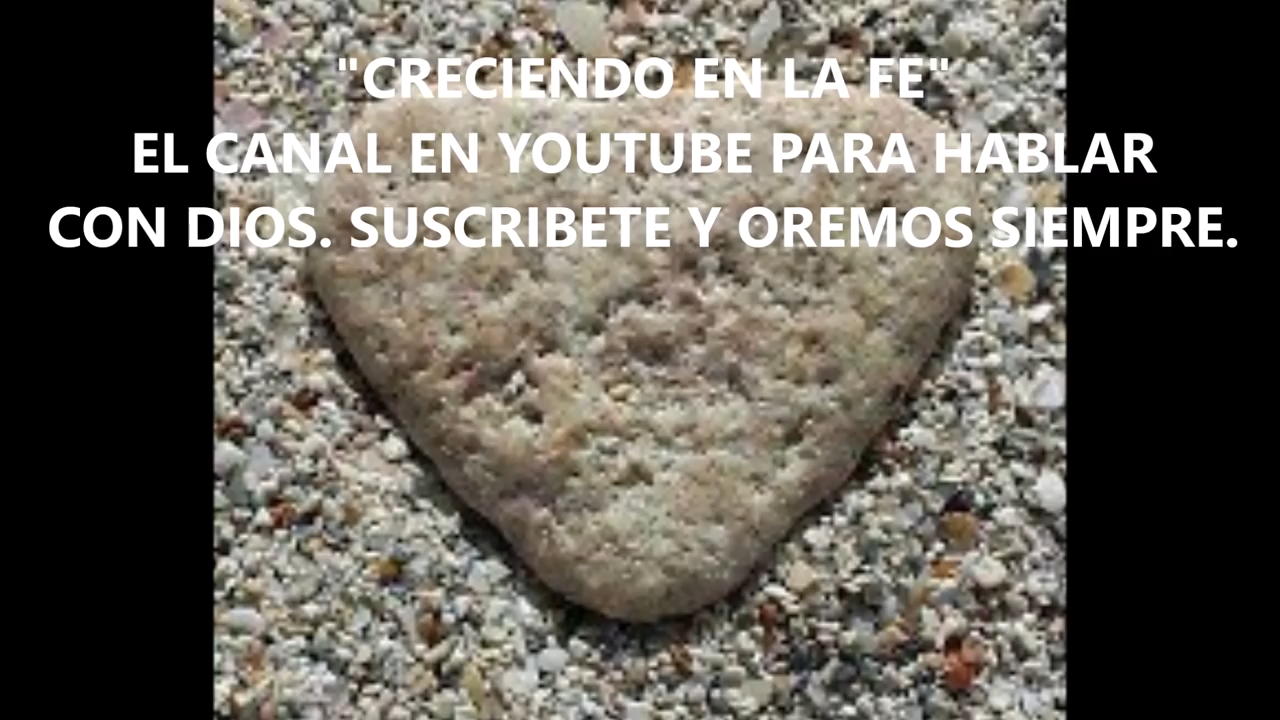 "CRECIENDO EN LA FE"
EL CANAL EN YOUTUBE PARA HABLAR
CON DIOS. SUSCRIBETE Y OREMOS SIEMPRE.